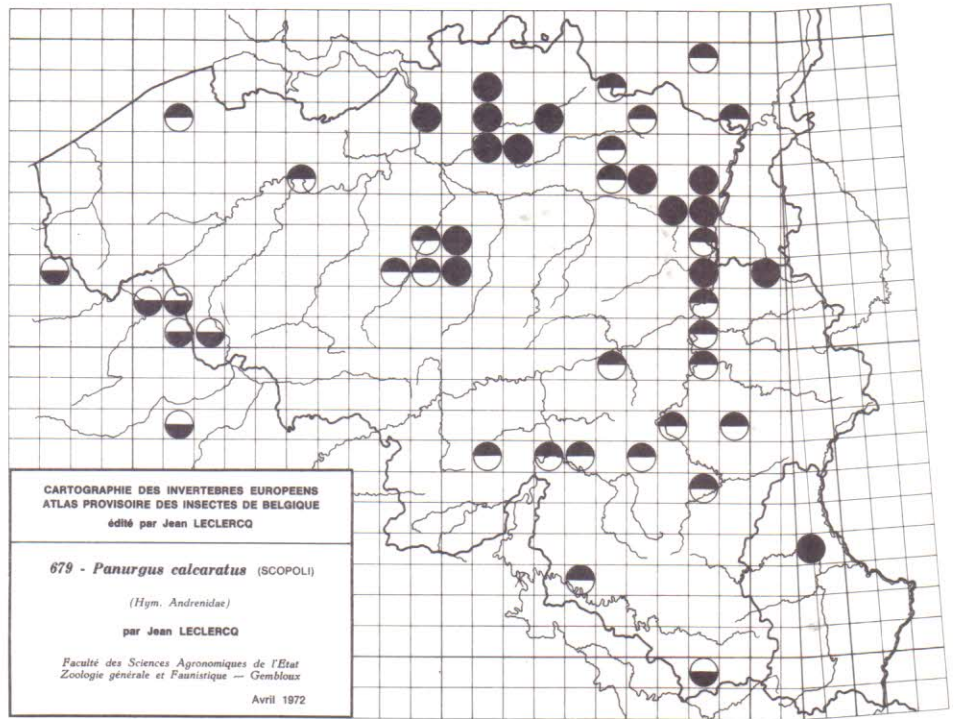 CARTOGRAPHIE DES INVERTEBRES EUROPEENS
ATLAS PROVISOIRE DES INSECTES DE BELGIQUE
édité par Jean LECLERCQ
679 - Panurgus calcaratus (SCOPOLI)
(Hym. Andrenidae)
par Jean LECLERCQ
Faculté des Sciences Agronomiques de l'Etat
Zoologie générale et Faunistique — Gembloux
Avril 1972